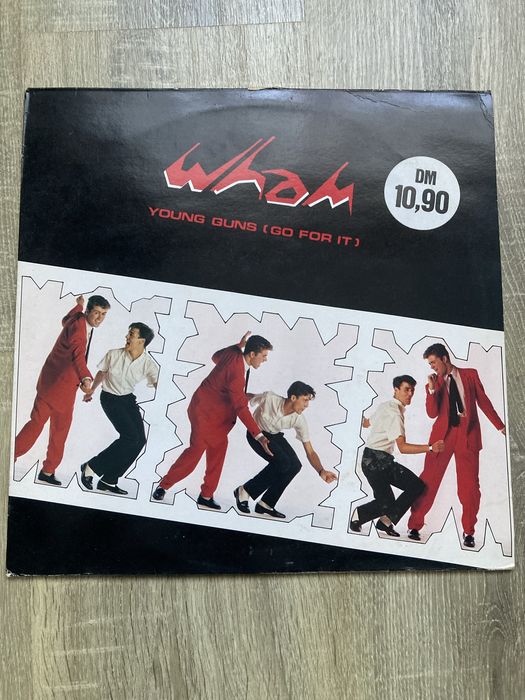 Wham
YOUNG GUNS (GO FOR IT)
DM
10,90